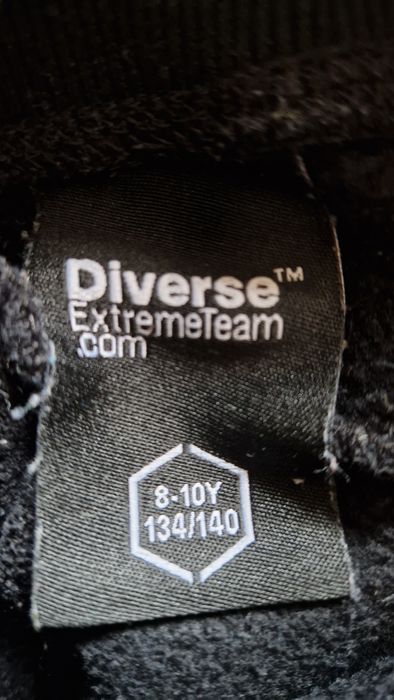 Diverse™
ExtremeTeam
.com
8-10Y
134/140